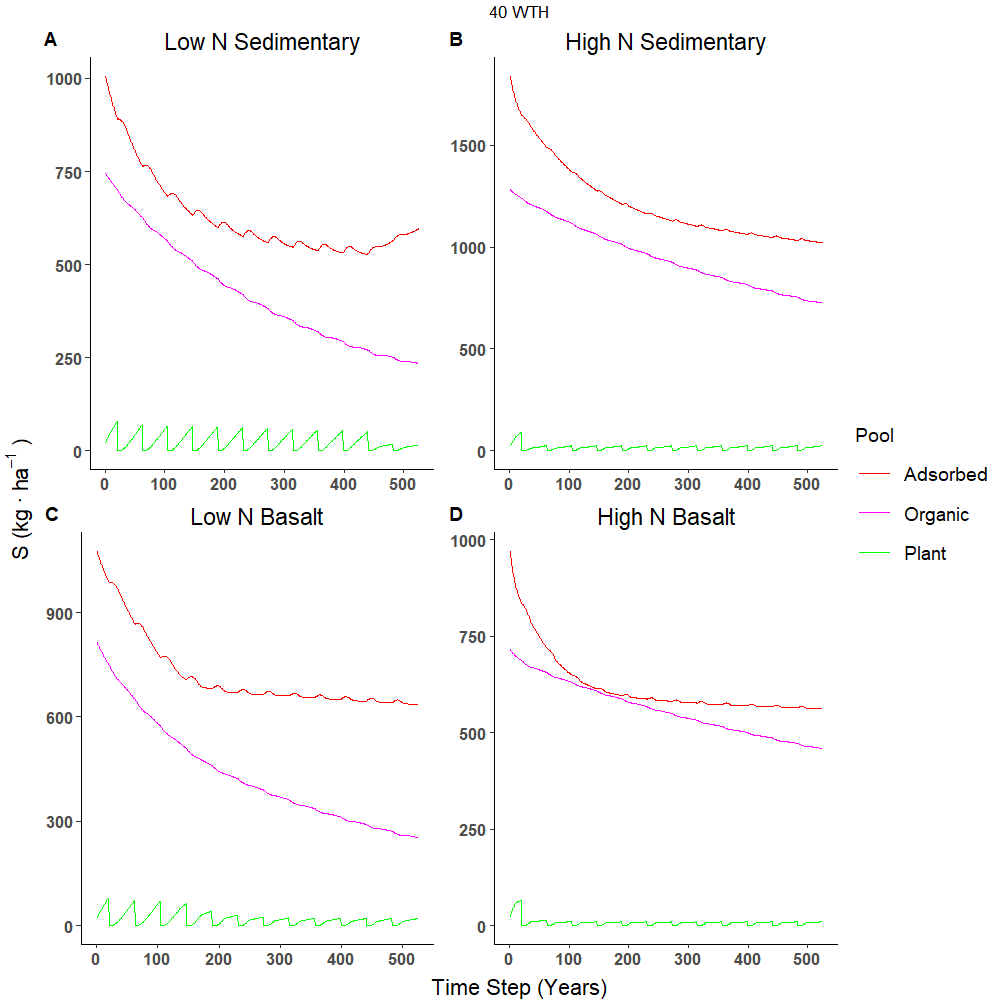 40 WTH
A Low N Sedimentary
1000
750
500
250
0
0 100 200 300 400 500
B High N Sedimentary
1500
1000
500
0
0 100 200 300 400 500
C Low N Basalt
900
600
300
0
0 100 200 300 400 500
D High N Basalt
1000
750
500
250
0
0 100 200 300 400 500
S (kg · ha⁻¹ )
Time Step (Years)
Pool
Adsorbed
Organic
Plant